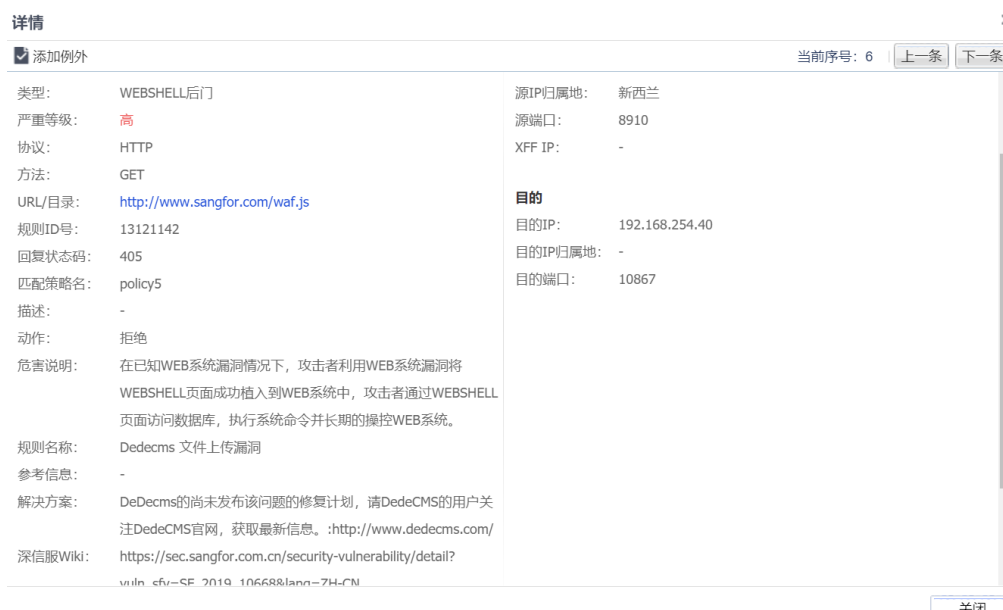 详情
添加例外
当前序号：6
上一条
下一条
类型： WEBSHELL后门
严重等级： 高
协议： HTTP
方法： GET
URL/目录： http://www.sangfor.com/waf.js
规则ID号： 13121142
回复状态码： 405
匹配策略名： policy5
描述： -
动作： 拒绝
危害说明： 在已知WEB系统漏洞情况下，攻击者利用WEB系统漏洞将
WEBSHELL页面成功植入到WEB系统中，攻击者通过WEBSHELL
页面访问数据库，执行系统命令并长期的操控WEB系统。
规则名称： Dedecms 文件上传漏洞
参考信息： -
解决方案： DeDecms的尚未发布该问题的修复计划，请DedeCMS的用户关
注DedeCMS官网，获取最新信息。:http://www.dedecms.com/
深信服Wiki： https://sec.sangfor.com.cn/security-vulnerability/detail?
vuln_sfv=SF_2019_10668&lang=ZH-CN
源IP归属地： 新西兰
源端口： 8910
XFF IP： -
目的
目的IP： 192.168.254.40
目的IP归属地： -
目的端口： 10867
关闭